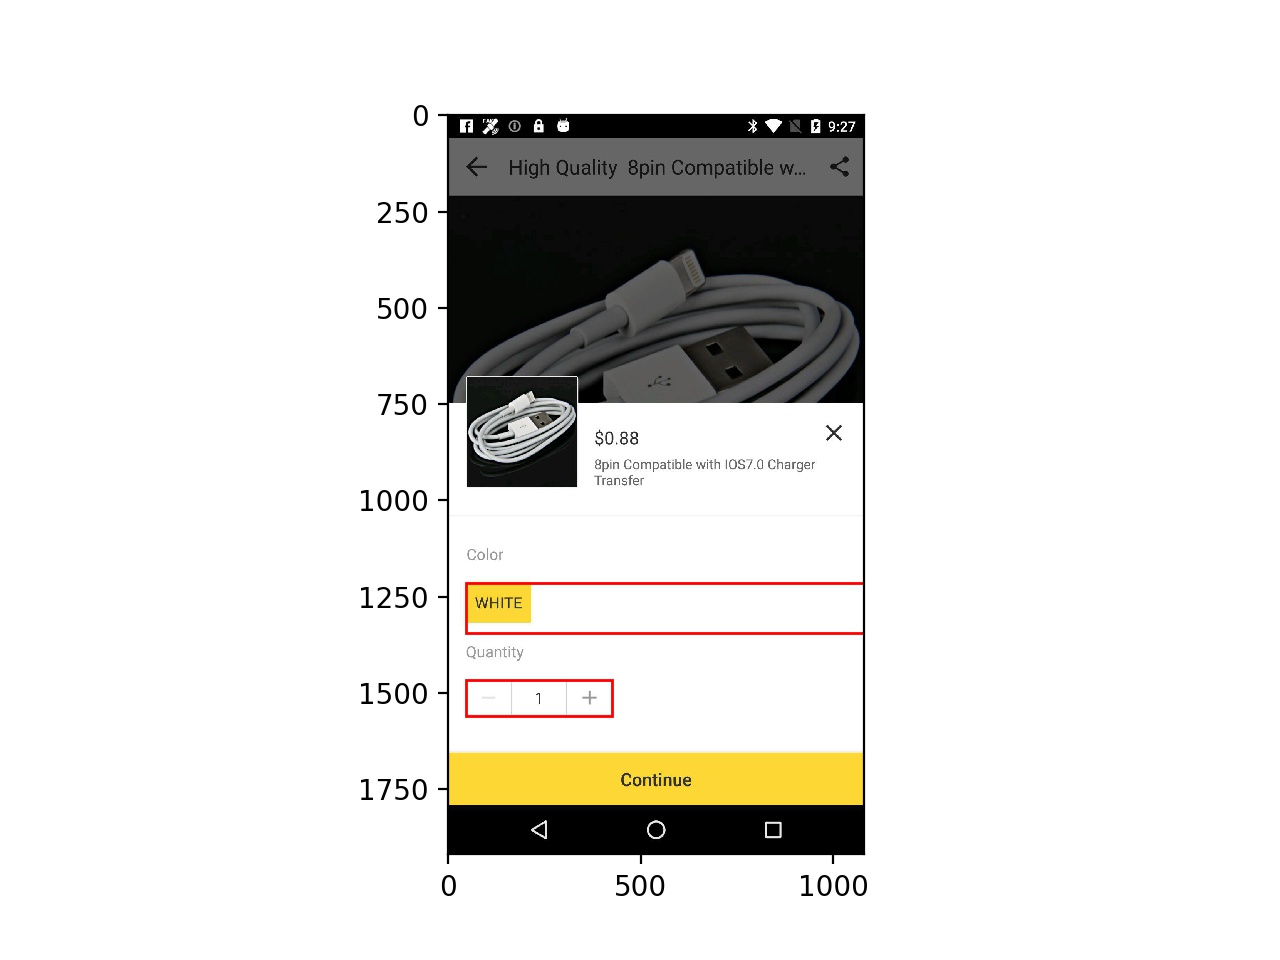 0
9:27
High Quality  8pin Compatible w...
250
500
750
$0.88
8pin Compatible with IOS7.0 Charger
Transfer
1000
Color
1250
WHITE
Quantity
1500
− 1 +
Continue
1750
0 500 1000